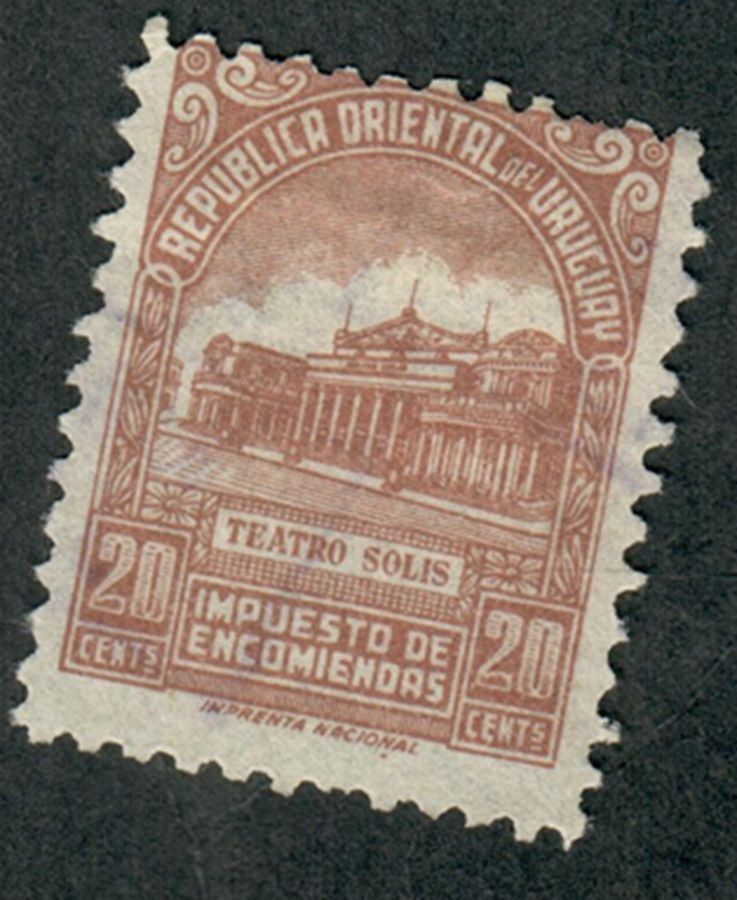 REPUBLICA ORIENTAL DEL URUGUAY
TEATRO SOLIS
20 CENTS
IMPUESTO DE
ENCOMIENDAS
20 CENTS
IMPRENTA NACIONAL